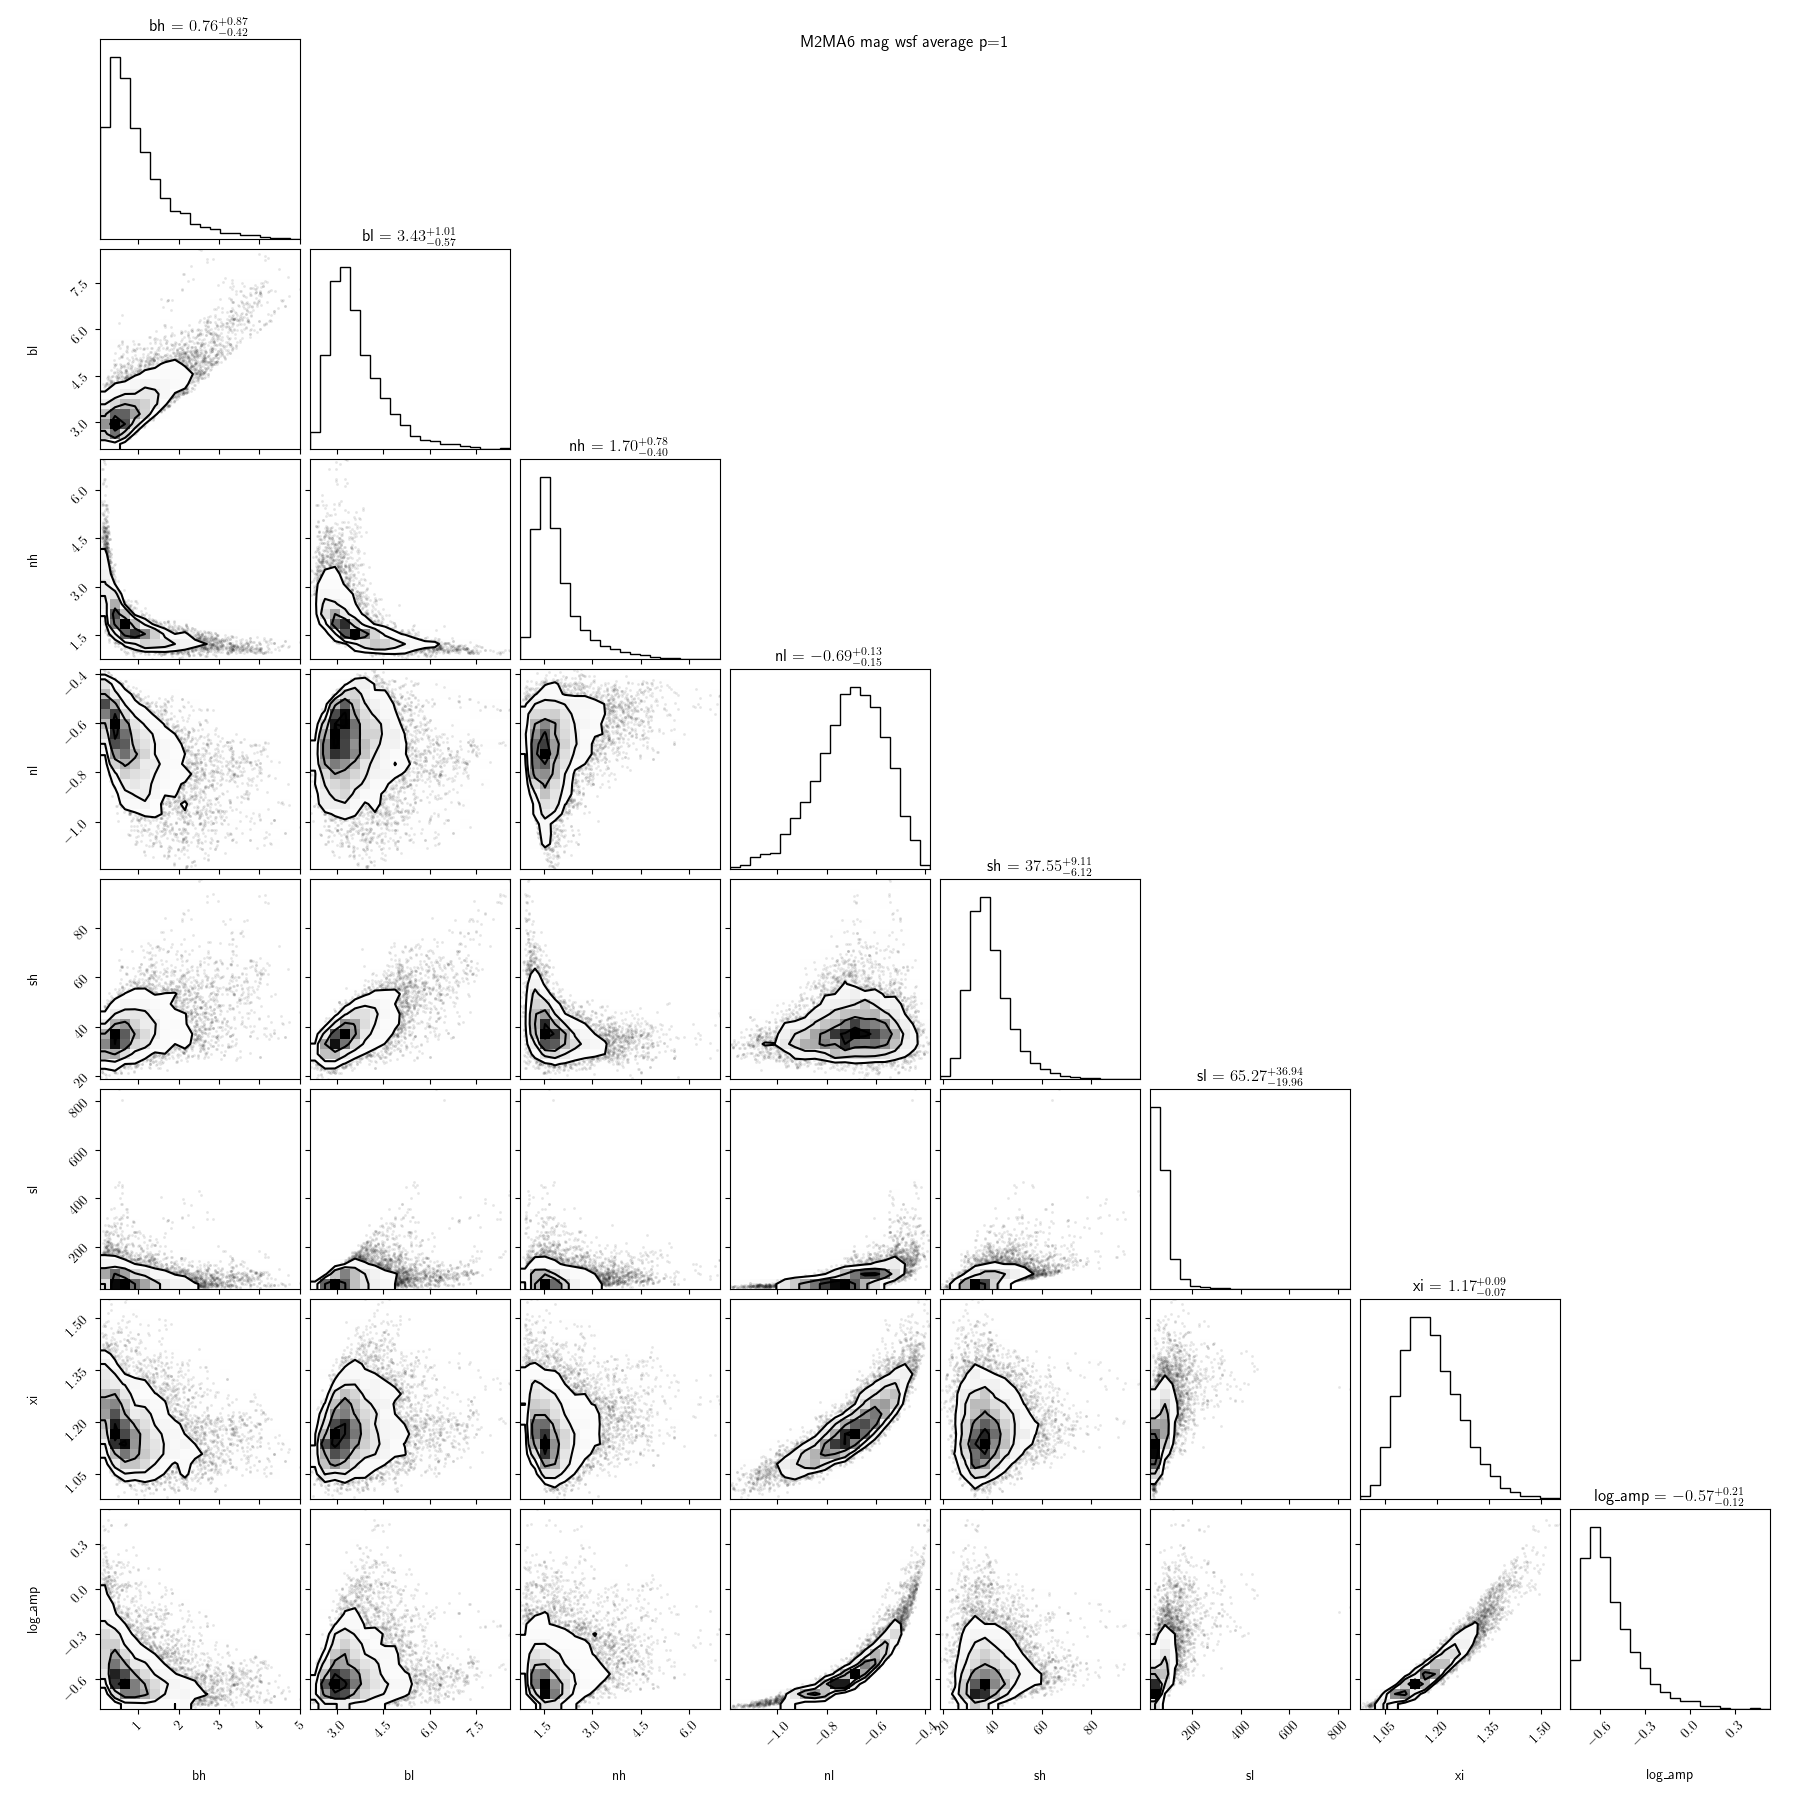 M2MA6 mag wsf average p=1
bh = 0.76+0.87−0.42
bl = 3.43+1.01−0.57
bl
7.5
6.0
4.5
3.0
nh = 1.70+0.78−0.40
nh
6.0
4.5
3.0
1.5
nl = −0.69+0.13−0.15
nl
−0.4
−0.6
−0.8
−1.0
sh = 37.55+9.11−6.12
sh
80
60
40
20
sl = 65.27+36.94−19.96
sl
800
600
400
200
xi = 1.17+0.09−0.07
xi
1.50
1.35
1.20
1.05
log_amp = −0.57+0.21−0.12
log_amp
0.3
0.0
−0.3
−0.6
1 2 3 4 5 3.0 4.5 6.0 7.5 1.5 3.0 4.5 6.0 −1.0 −0.8 −0.6 −0.4 20 40 60 80 200 400 600 800 1.05 1.20 1.35 1.50 −0.6 −0.3 0.0 0.3
bh bl nh nl sh sl xi log_amp